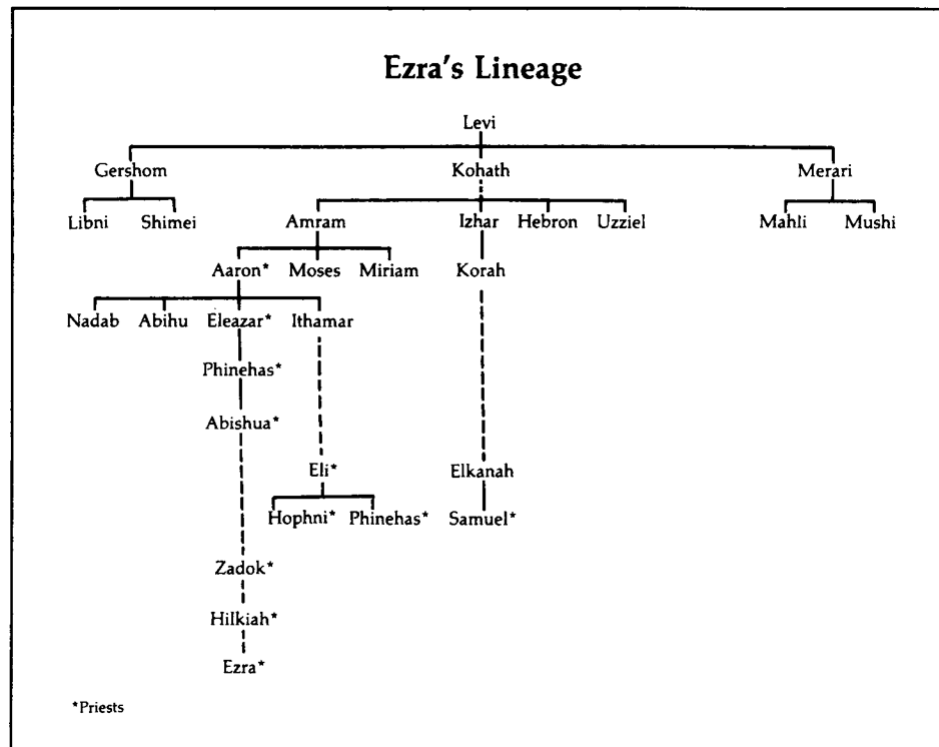 Ezra's Lineage
Levi
Gershom Kohath Merari
Libni Shimei Amram Izhar Hebron Uzziel Mahli Mushi
Aaron* Moses Miriam Korah
Nadab Abihu Eleazar* Ithamar
Phinehas*
Abishua*
Eli* Elkanah
Hophni* Phinehas* Samuel*
Zadok*
Hilkiah*
Ezra*
*Priests